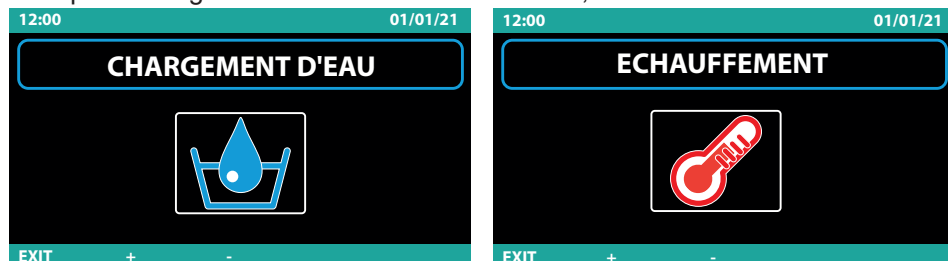 12:00 01/01/21
CHARGEMENT D'EAU
EXIT + -
12:00 01/01/21
ECHAUFFEMENT
EXIT + -